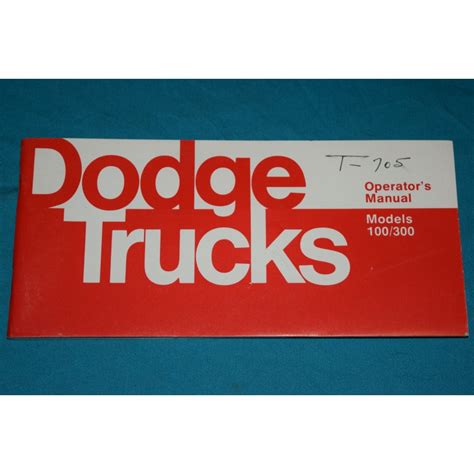 Dodge
Trucks
T-705
Operator's
Manual
Models
100/300